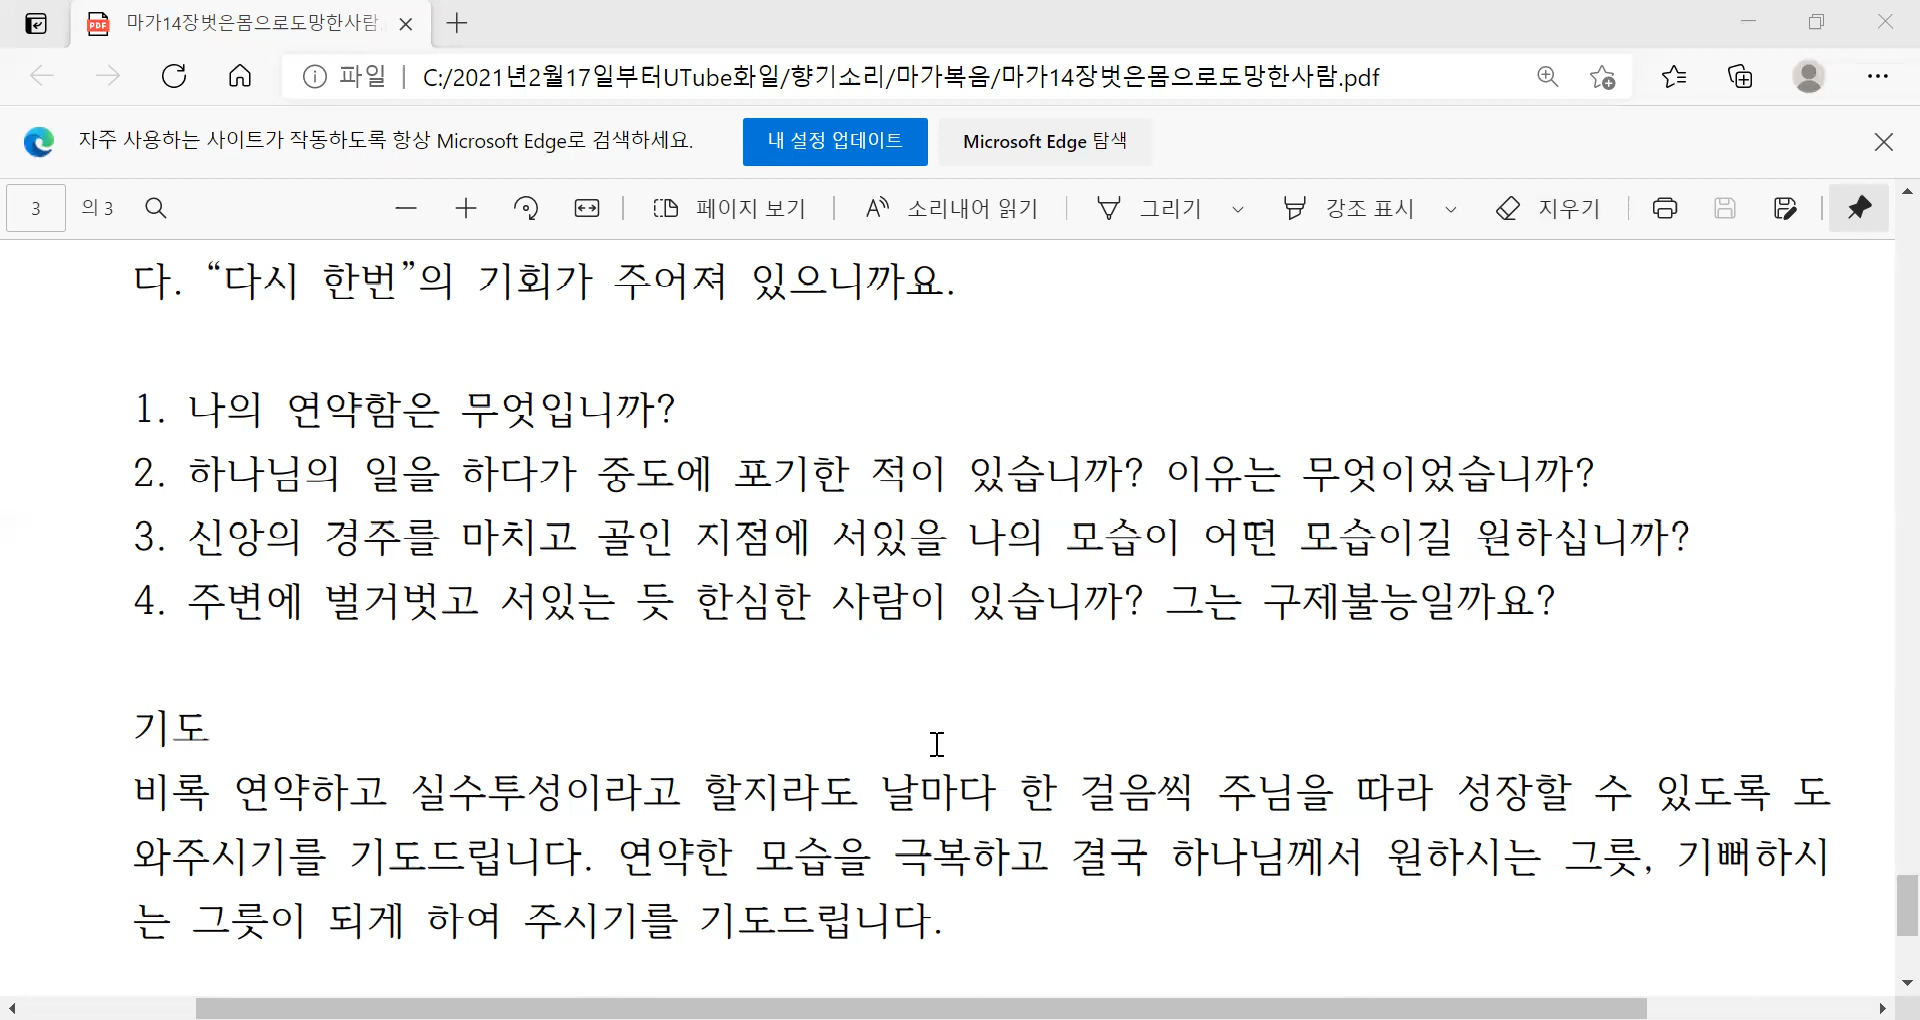 마가14장벗은몸으로도망한사람.
파일 | C:/2021년2월17일부터UTube화일/향기소리/마가복음/마가14장벗은몸으로도망한사람.pdf
자주 사용하는 사이트가 작동하도록 항상 Microsoft Edge로 검색하세요. 내 설정 업데이트 Microsoft Edge 탐색
3 의 3 페이지 보기 소리내어 읽기 그리기 강조 표시 지우기
다. “다시 한번”의 기회가 주어져 있으니까요.
1. 나의 연약함은 무엇입니까?
2. 하나님의 일을 하다가 중도에 포기한 적이 있습니까? 이유는 무엇이었습니까?
3. 신앙의 경주를 마치고 골인 지점에 서있을 나의 모습이 어떤 모습이길 원하십니까?
4. 주변에 벌거벗고 서있는 듯 한심한 사람이 있습니까? 그는 구제불능일까요?
기도
비록 연약하고 실수투성이라고 할지라도 날마다 한 걸음씩 주님을 따라 성장할 수 있도록 도
와주시기를 기도드립니다. 연약한 모습을 극복하고 결국 하나님께서 원하시는 그릇, 기뻐하시
는 그릇이 되게 하여 주시기를 기도드립니다.